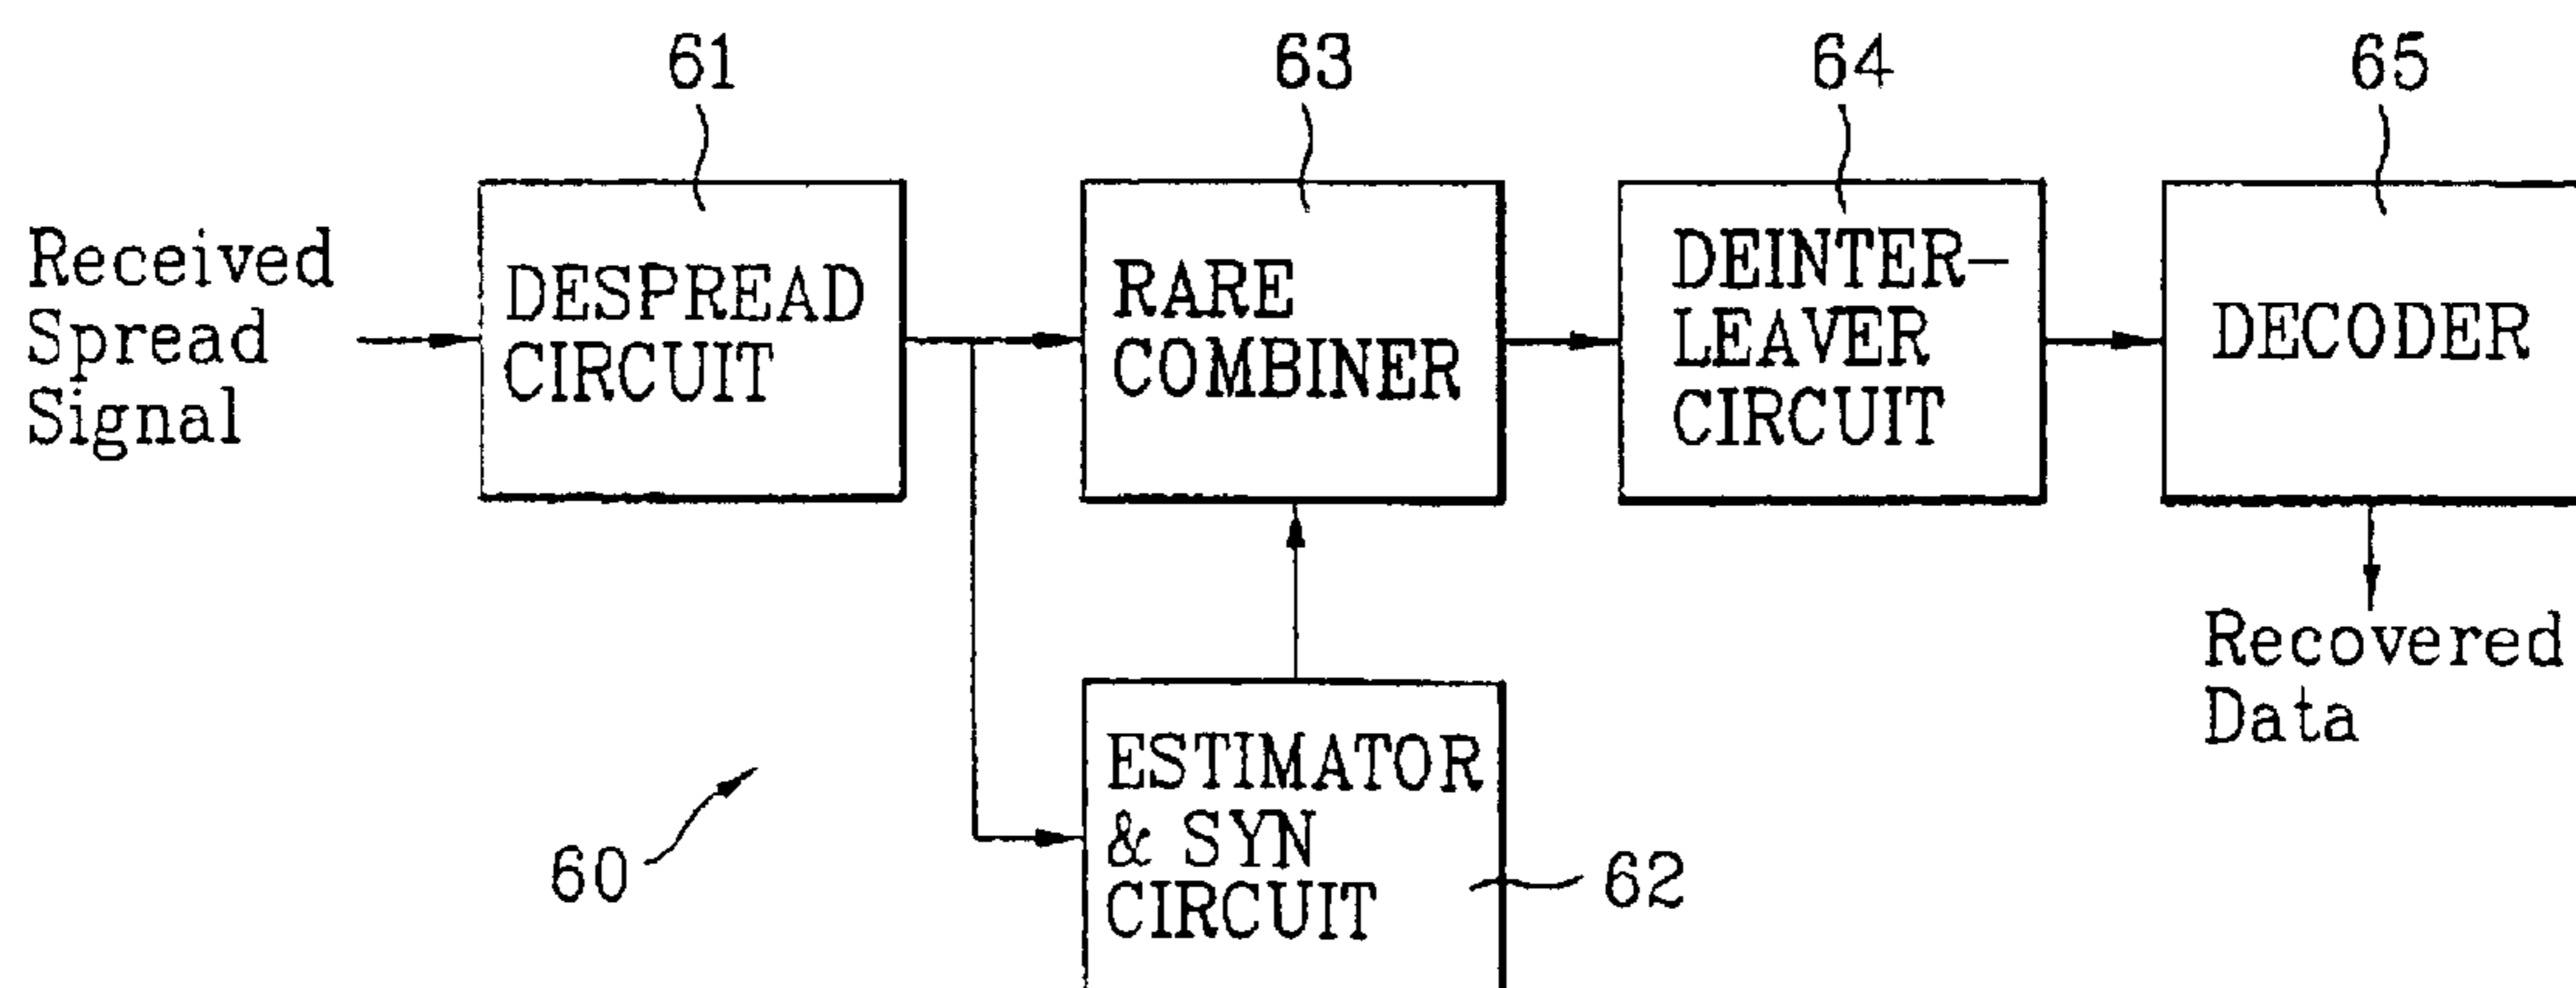 61
63
64
65
Received
Spread
Signal
DESPREAD
CIRCUIT
RARE
COMBINER
DEINTER-
LEAVER
CIRCUIT
DECODER
Recovered
Data
ESTIMATOR
& SYN
CIRCUIT
60
62